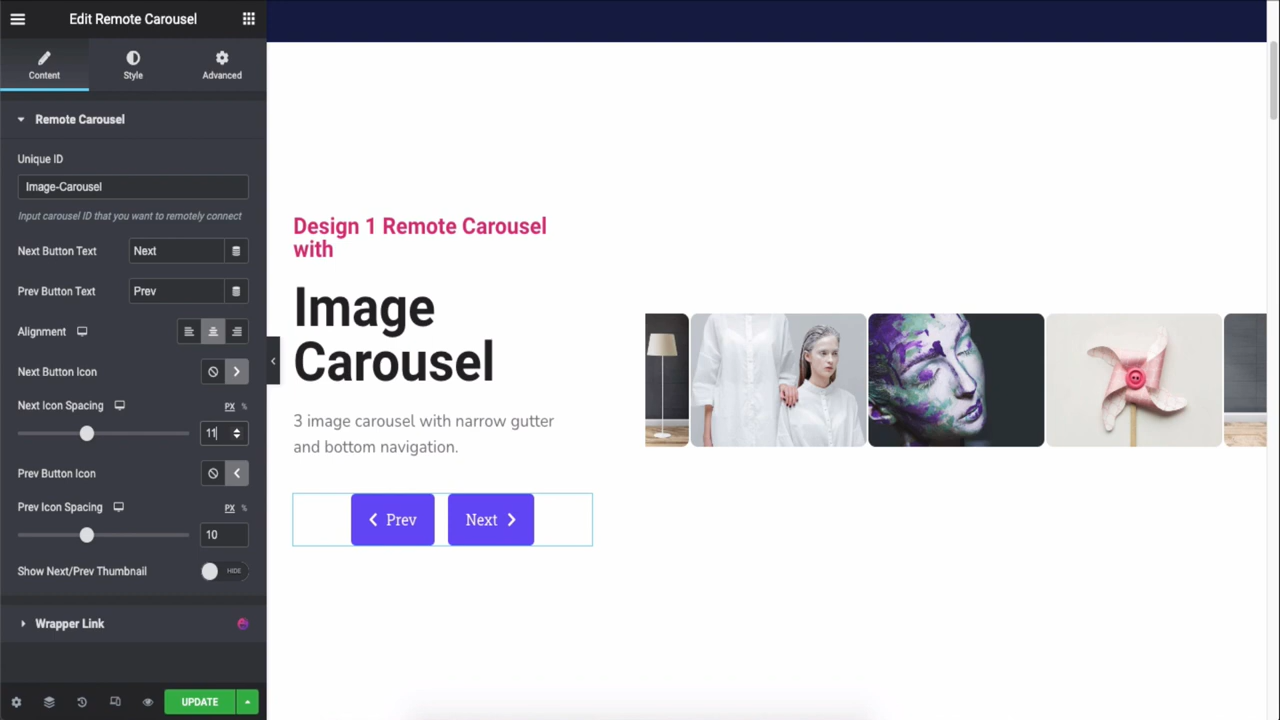 Edit Remote Carousel
Content
Style
Advanced
Remote Carousel
Unique ID
Image-Carousel
Input carousel ID that you want to remotely connect
Next Button Text
Next
Prev Button Text
Prev
Alignment
Next Button Icon
Next Icon Spacing
PX %
11
Prev Button Icon
Prev Icon Spacing
PX %
10
Show Next/Prev Thumbnail
HIDE
Wrapper Link
UPDATE
Design 1 Remote Carousel
with
Image
Carousel
3 image carousel with narrow gutter
and bottom navigation.
Prev
Next